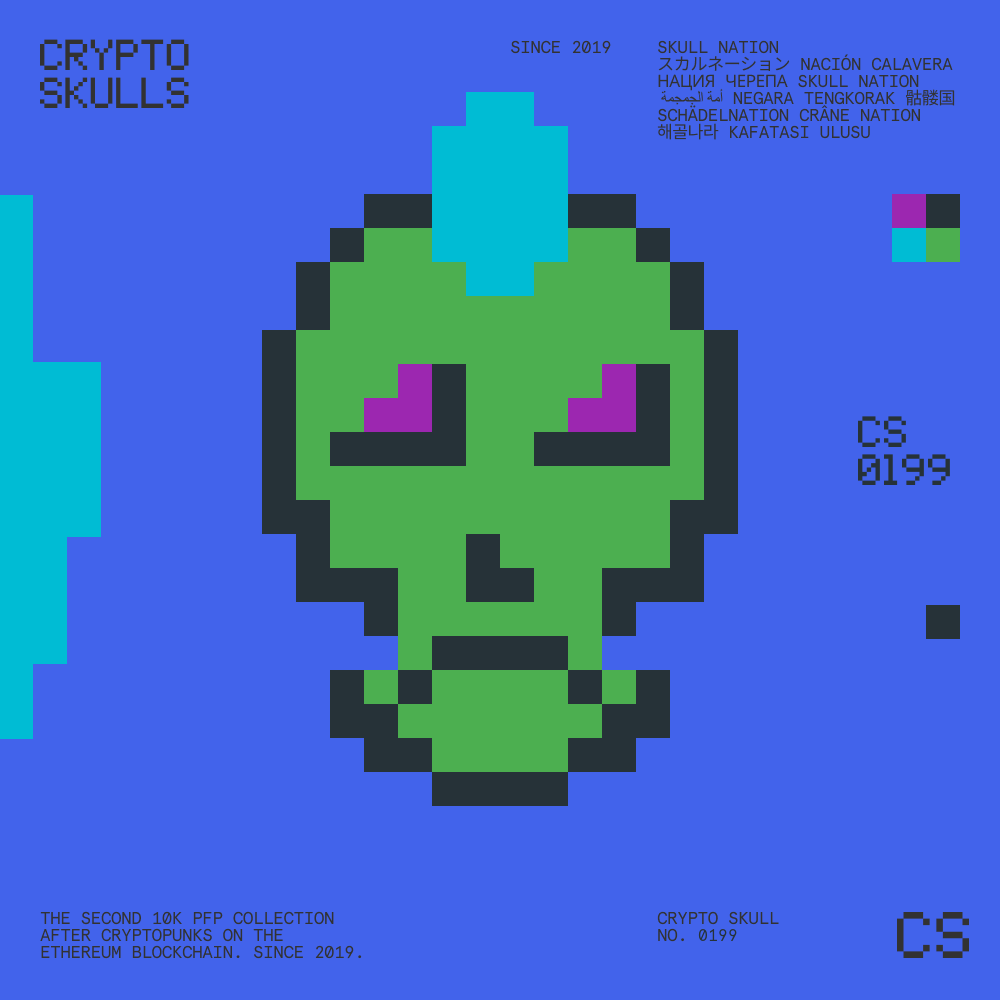 CRYPTO
SKULLS
SINCE 2019
SKULL NATION
スカルネーション NACIÓN CALAVERA
НАЦИЯ ЧЕРЕПА SKULL NATION
أمة الجمجمة NEGARA TENGKORAK 骷髅国
SCHÄDELNATION CRÂNE NATION
해골나라 KAFATASI ULUSU
CS
0199
THE SECOND 10K PFP COLLECTION
AFTER CRYPTOPUNKS ON THE
ETHEREUM BLOCKCHAIN. SINCE 2019.
CRYPTO SKULL
NO. 0199
CS